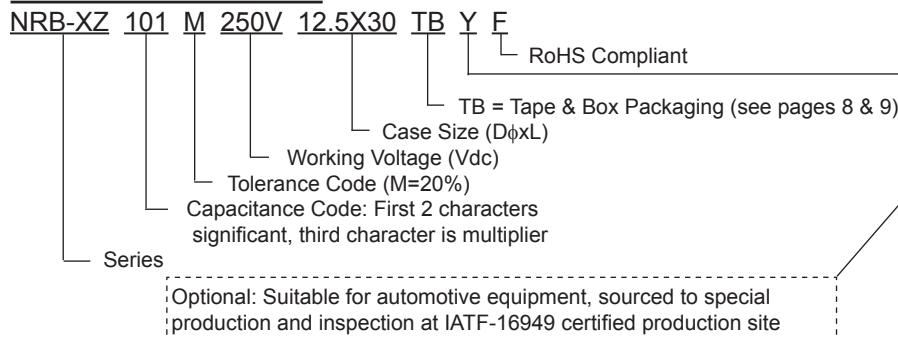 NRB-XZ 101 M 250V 12.5X30 TB Y F
RoHS Compliant
TB = Tape & Box Packaging (see pages 8 & 9)
Case Size (DϕxL)
Working Voltage (Vdc)
Tolerance Code (M=20%)
Capacitance Code: First 2 characters
significant, third character is multiplier
Series
Optional: Suitable for automotive equipment, sourced to special
production and inspection at IATF-16949 certified production site